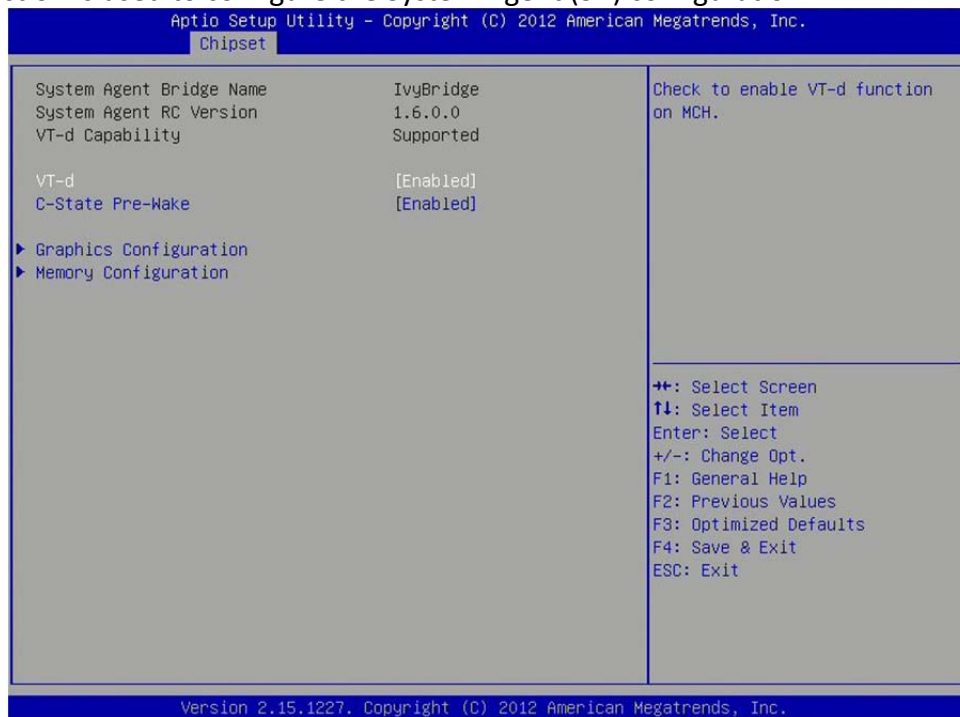 Aptio Setup Utility – Copyright (C) 2012 American Megatrends, Inc.
Chipset
System Agent Bridge Name IvyBridge
System Agent RC Version 1.6.0.0
VT-d Capability Supported
VT-d [Enabled]
C-State Pre-Wake [Enabled]
Graphics Configuration
Memory Configuration
Check to enable VT-d function
on MCH.
→←: Select Screen
↑↓: Select Item
Enter: Select
+/-: Change Opt.
F1: General Help
F2: Previous Values
F3: Optimized Defaults
F4: Save & Exit
ESC: Exit
Version 2.15.1227. Copyright (C) 2012 American Megatrends, Inc.